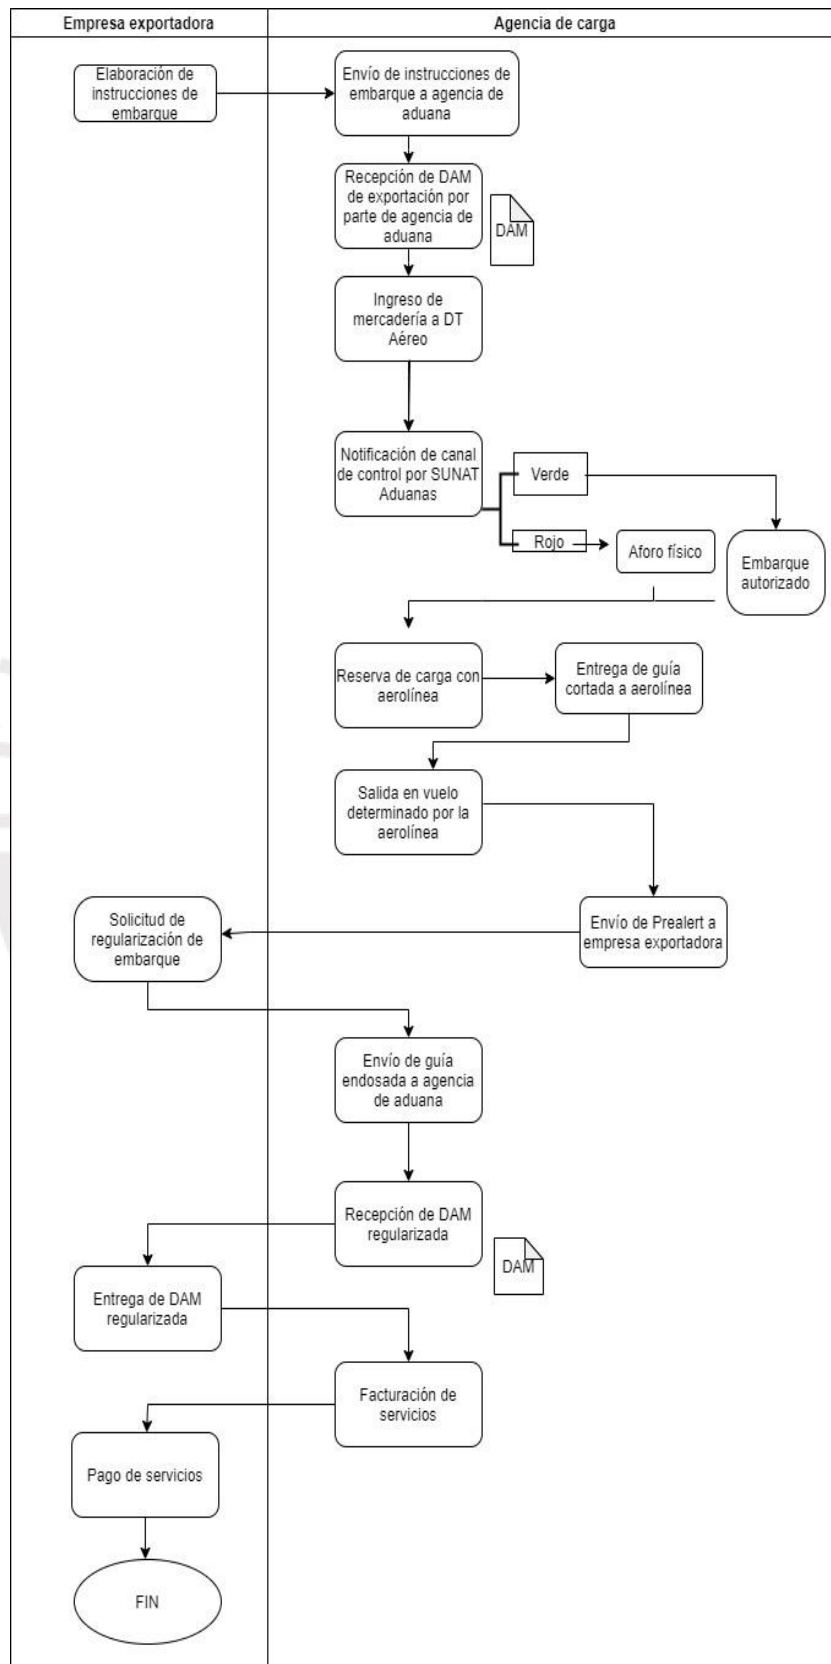 Empresa exportadora
Agencia de carga
Elaboración de
instrucciones de
embarque
Envío de instrucciones de
embarque a agencia de
aduana
Recepción de DAM
de exportación por
parte de agencia de
aduana
DAM
Ingreso de
mercadería a DT
Aéreo
Notificación de canal
de control por SUNAT
Aduanas
Verde
Rojo
Aforo físico
Embarque
autorizado
Reserva de carga con
aerolínea
Entrega de guía
cortada a aerolínea
Salida en vuelo
determinado por la
aerolínea
Envío de Prealert a
empresa exportadora
Solicitud de
regularización de
embarque
Envío de guía
endosada a agencia
de aduana
Recepción de DAM
regularizada
DAM
Entrega de DAM
regularizada
Facturación de
servicios
Pago de servicios
FIN